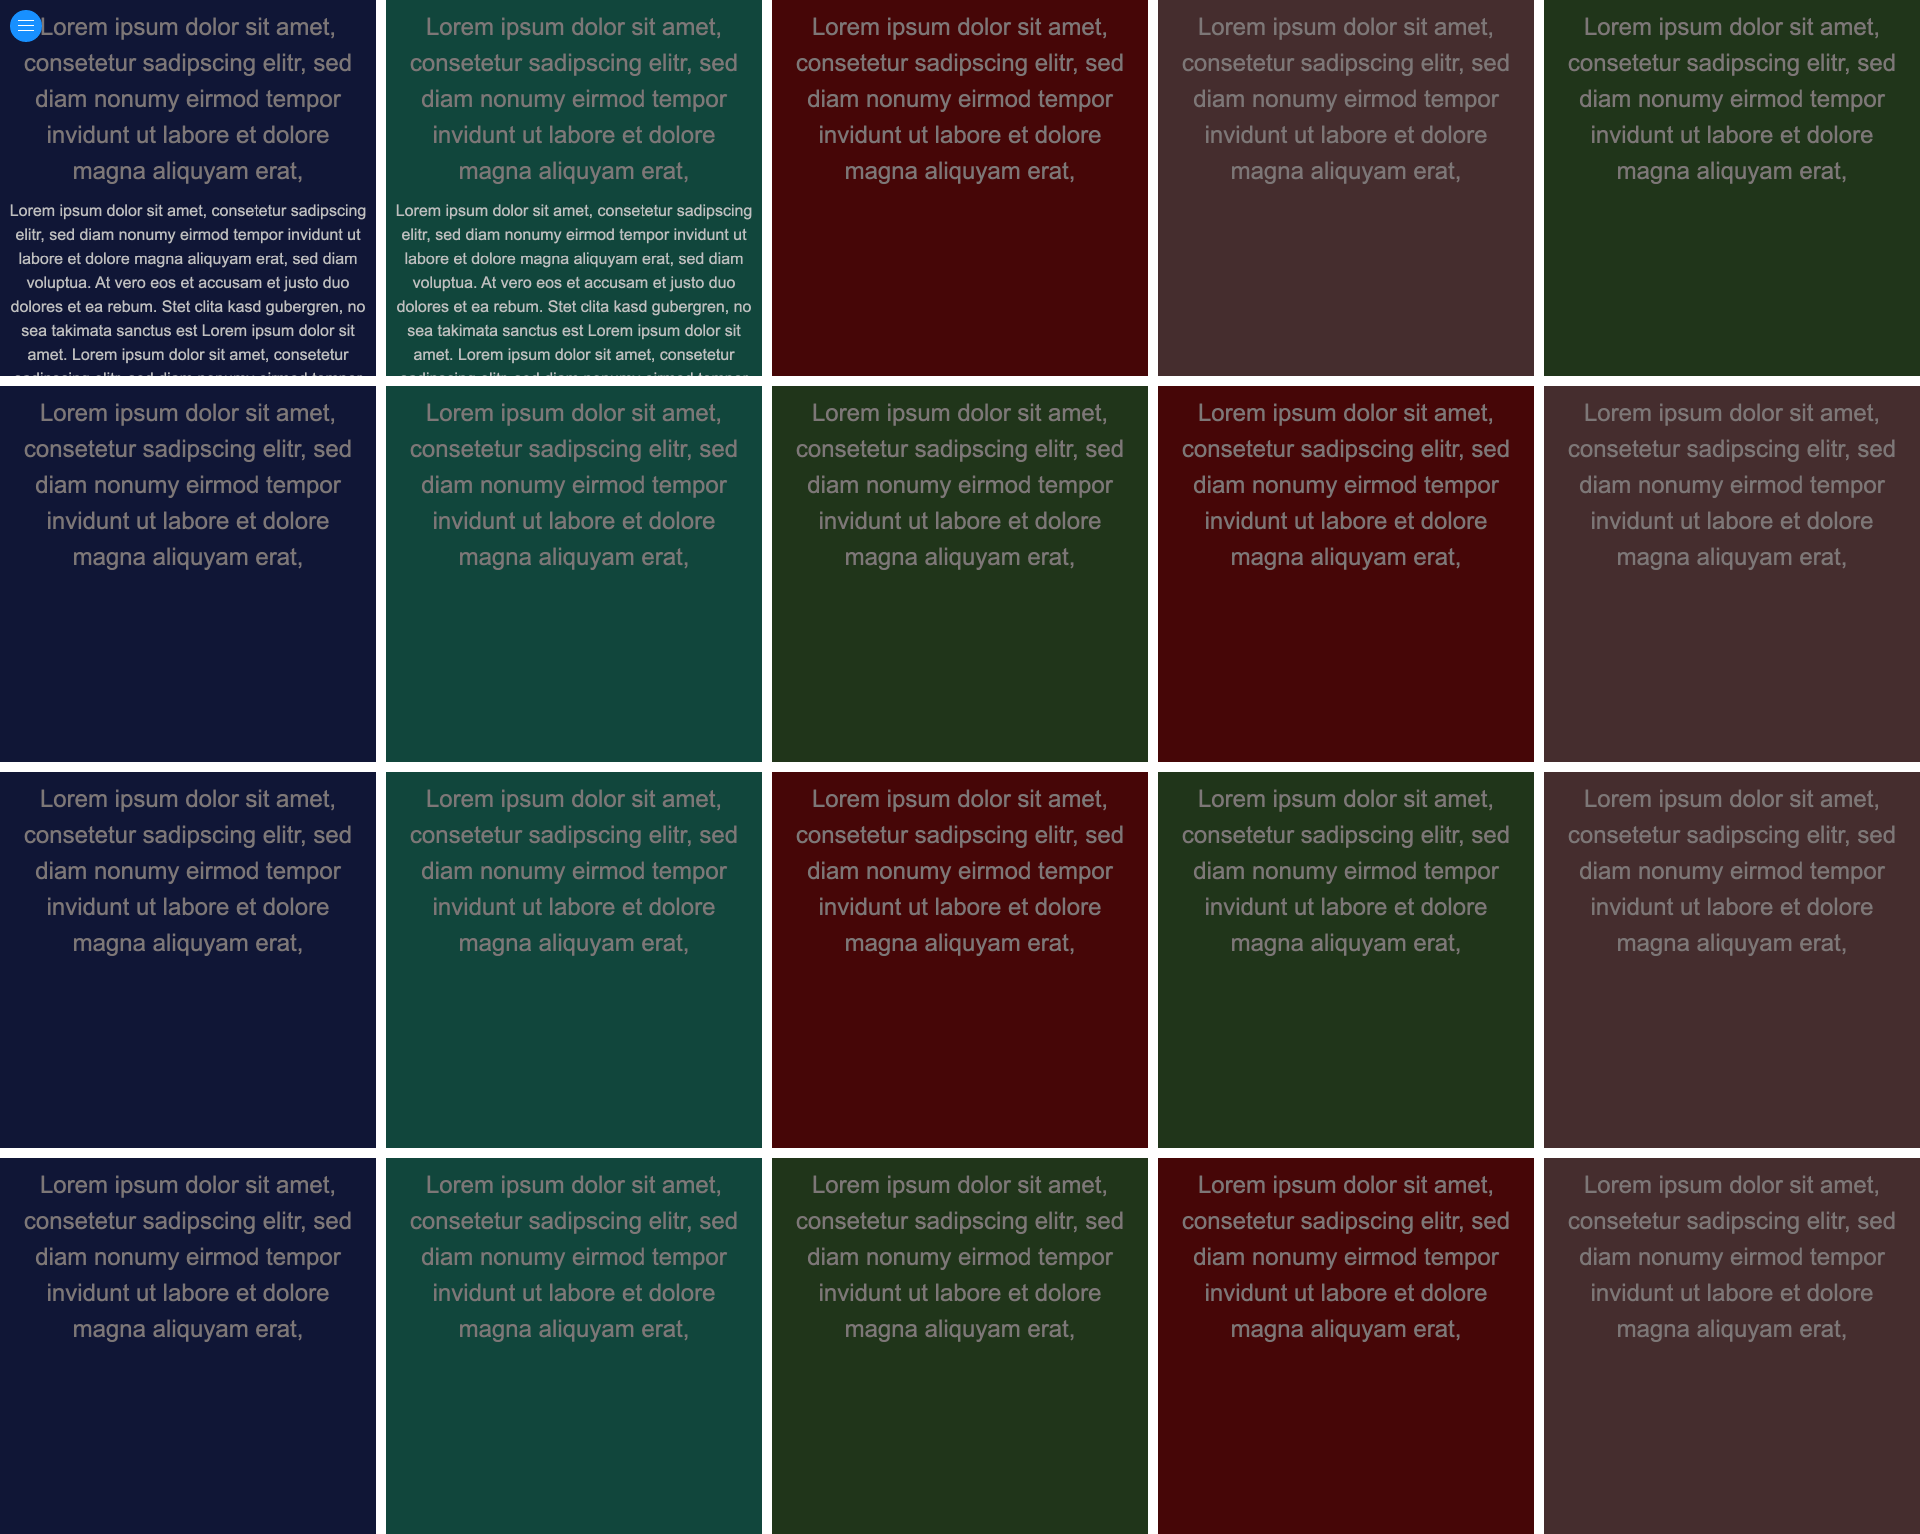 Lorem ipsum dolor sit amet,
consetetur sadipscing elitr, sed
diam nonumy eirmod tempor
invidunt ut labore et dolore
magna aliquyam erat,
Lorem ipsum dolor sit amet, consetetur sadipscing
elitr, sed diam nonumy eirmod tempor invidunt ut
labore et dolore magna aliquyam erat, sed diam
voluptua. At vero eos et accusam et justo duo
dolores et ea rebum. Stet clita kasd gubergren, no
sea takimata sanctus est Lorem ipsum dolor sit
amet. Lorem ipsum dolor sit amet, consetetur
sadipscing elitr, sed diam nonumy eirmod tempor
Lorem ipsum dolor sit amet,
consetetur sadipscing elitr, sed
diam nonumy eirmod tempor
invidunt ut labore et dolore
magna aliquyam erat,
Lorem ipsum dolor sit amet, consetetur sadipscing
elitr, sed diam nonumy eirmod tempor invidunt ut
labore et dolore magna aliquyam erat, sed diam
voluptua. At vero eos et accusam et justo duo
dolores et ea rebum. Stet clita kasd gubergren, no
sea takimata sanctus est Lorem ipsum dolor sit
amet. Lorem ipsum dolor sit amet, consetetur
sadipscing elitr, sed diam nonumy eirmod tempor
Lorem ipsum dolor sit amet,
consetetur sadipscing elitr, sed
diam nonumy eirmod tempor
invidunt ut labore et dolore
magna aliquyam erat,
Lorem ipsum dolor sit amet,
consetetur sadipscing elitr, sed
diam nonumy eirmod tempor
invidunt ut labore et dolore
magna aliquyam erat,
Lorem ipsum dolor sit amet,
consetetur sadipscing elitr, sed
diam nonumy eirmod tempor
invidunt ut labore et dolore
magna aliquyam erat,
Lorem ipsum dolor sit amet,
consetetur sadipscing elitr, sed
diam nonumy eirmod tempor
invidunt ut labore et dolore
magna aliquyam erat,
Lorem ipsum dolor sit amet,
consetetur sadipscing elitr, sed
diam nonumy eirmod tempor
invidunt ut labore et dolore
magna aliquyam erat,
Lorem ipsum dolor sit amet,
consetetur sadipscing elitr, sed
diam nonumy eirmod tempor
invidunt ut labore et dolore
magna aliquyam erat,
Lorem ipsum dolor sit amet,
consetetur sadipscing elitr, sed
diam nonumy eirmod tempor
invidunt ut labore et dolore
magna aliquyam erat,
Lorem ipsum dolor sit amet,
consetetur sadipscing elitr, sed
diam nonumy eirmod tempor
invidunt ut labore et dolore
magna aliquyam erat,
Lorem ipsum dolor sit amet,
consetetur sadipscing elitr, sed
diam nonumy eirmod tempor
invidunt ut labore et dolore
magna aliquyam erat,
Lorem ipsum dolor sit amet,
consetetur sadipscing elitr, sed
diam nonumy eirmod tempor
invidunt ut labore et dolore
magna aliquyam erat,
Lorem ipsum dolor sit amet,
consetetur sadipscing elitr, sed
diam nonumy eirmod tempor
invidunt ut labore et dolore
magna aliquyam erat,
Lorem ipsum dolor sit amet,
consetetur sadipscing elitr, sed
diam nonumy eirmod tempor
invidunt ut labore et dolore
magna aliquyam erat,
Lorem ipsum dolor sit amet,
consetetur sadipscing elitr, sed
diam nonumy eirmod tempor
invidunt ut labore et dolore
magna aliquyam erat,
Lorem ipsum dolor sit amet,
consetetur sadipscing elitr, sed
diam nonumy eirmod tempor
invidunt ut labore et dolore
magna aliquyam erat,
Lorem ipsum dolor sit amet,
consetetur sadipscing elitr, sed
diam nonumy eirmod tempor
invidunt ut labore et dolore
magna aliquyam erat,
Lorem ipsum dolor sit amet,
consetetur sadipscing elitr, sed
diam nonumy eirmod tempor
invidunt ut labore et dolore
magna aliquyam erat,
Lorem ipsum dolor sit amet,
consetetur sadipscing elitr, sed
diam nonumy eirmod tempor
invidunt ut labore et dolore
magna aliquyam erat,
Lorem ipsum dolor sit amet,
consetetur sadipscing elitr, sed
diam nonumy eirmod tempor
invidunt ut labore et dolore
magna aliquyam erat,